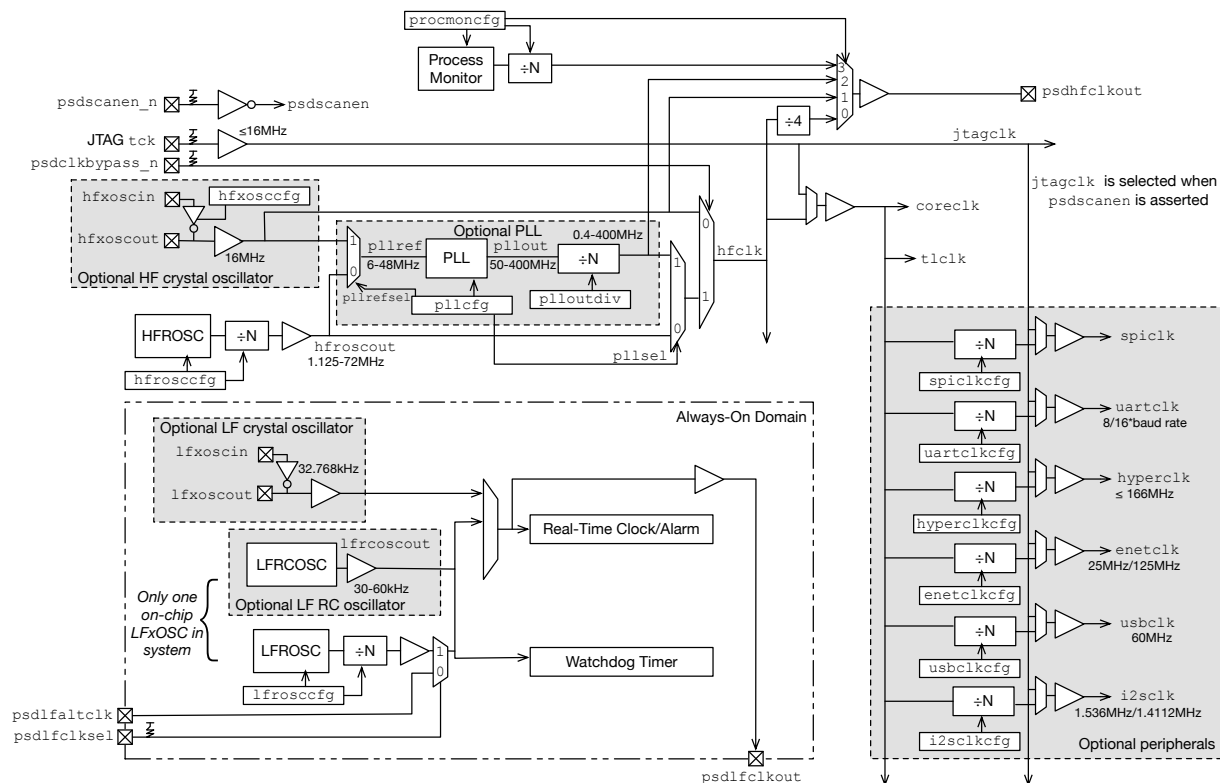 procmoncfg
Process
Monitor
÷N
3
2
1
0
psdhfclkout
psdscanen_n
psdscanen
÷4
JTAG tck
≤16MHz
jtagclk
psdclkbypass_n
jtagclk is selected when
psdscanen is asserted
hfxoscin
hfxosccfg
hfxoscout
16MHz
Optional HF crystal oscillator
Optional PLL
0.4-400MHz
1
0
pllref
6-48MHz
PLL
pllout
50-400MHz
÷N
pllrefsel
pllcfg
plloutdiv
1
0
0
1
hfclk
coreclk
tlclk
HFROSC
÷N
hfroscout
1.125-72MHz
hfrosccfg
pllsel
÷N
spiclk
spiclkcfg
÷N
uartclk
8/16*baud rate
uartclkcfg
÷N
hyperclk
≤ 166MHz
hyperclkcfg
÷N
enetclk
25MHz/125MHz
enetclkcfg
÷N
usbclk
60MHz
usbclkcfg
÷N
i2sclk
1.536MHz/1.4112MHz
i2sclkcfg
Optional peripherals
Always-On Domain
Optional LF crystal oscillator
lfxoscin
32.768kHz
lfxoscout
Real-Time Clock/Alarm
lfrcoscout
LFRCOSC
30-60kHz
Optional LF RC oscillator
Only one
on-chip
LFxOSC in
system
LFROSC
÷N
1
0
lfrosccfg
Watchdog Timer
psdlfaltclk
psdlfclksel
psdlfclkout